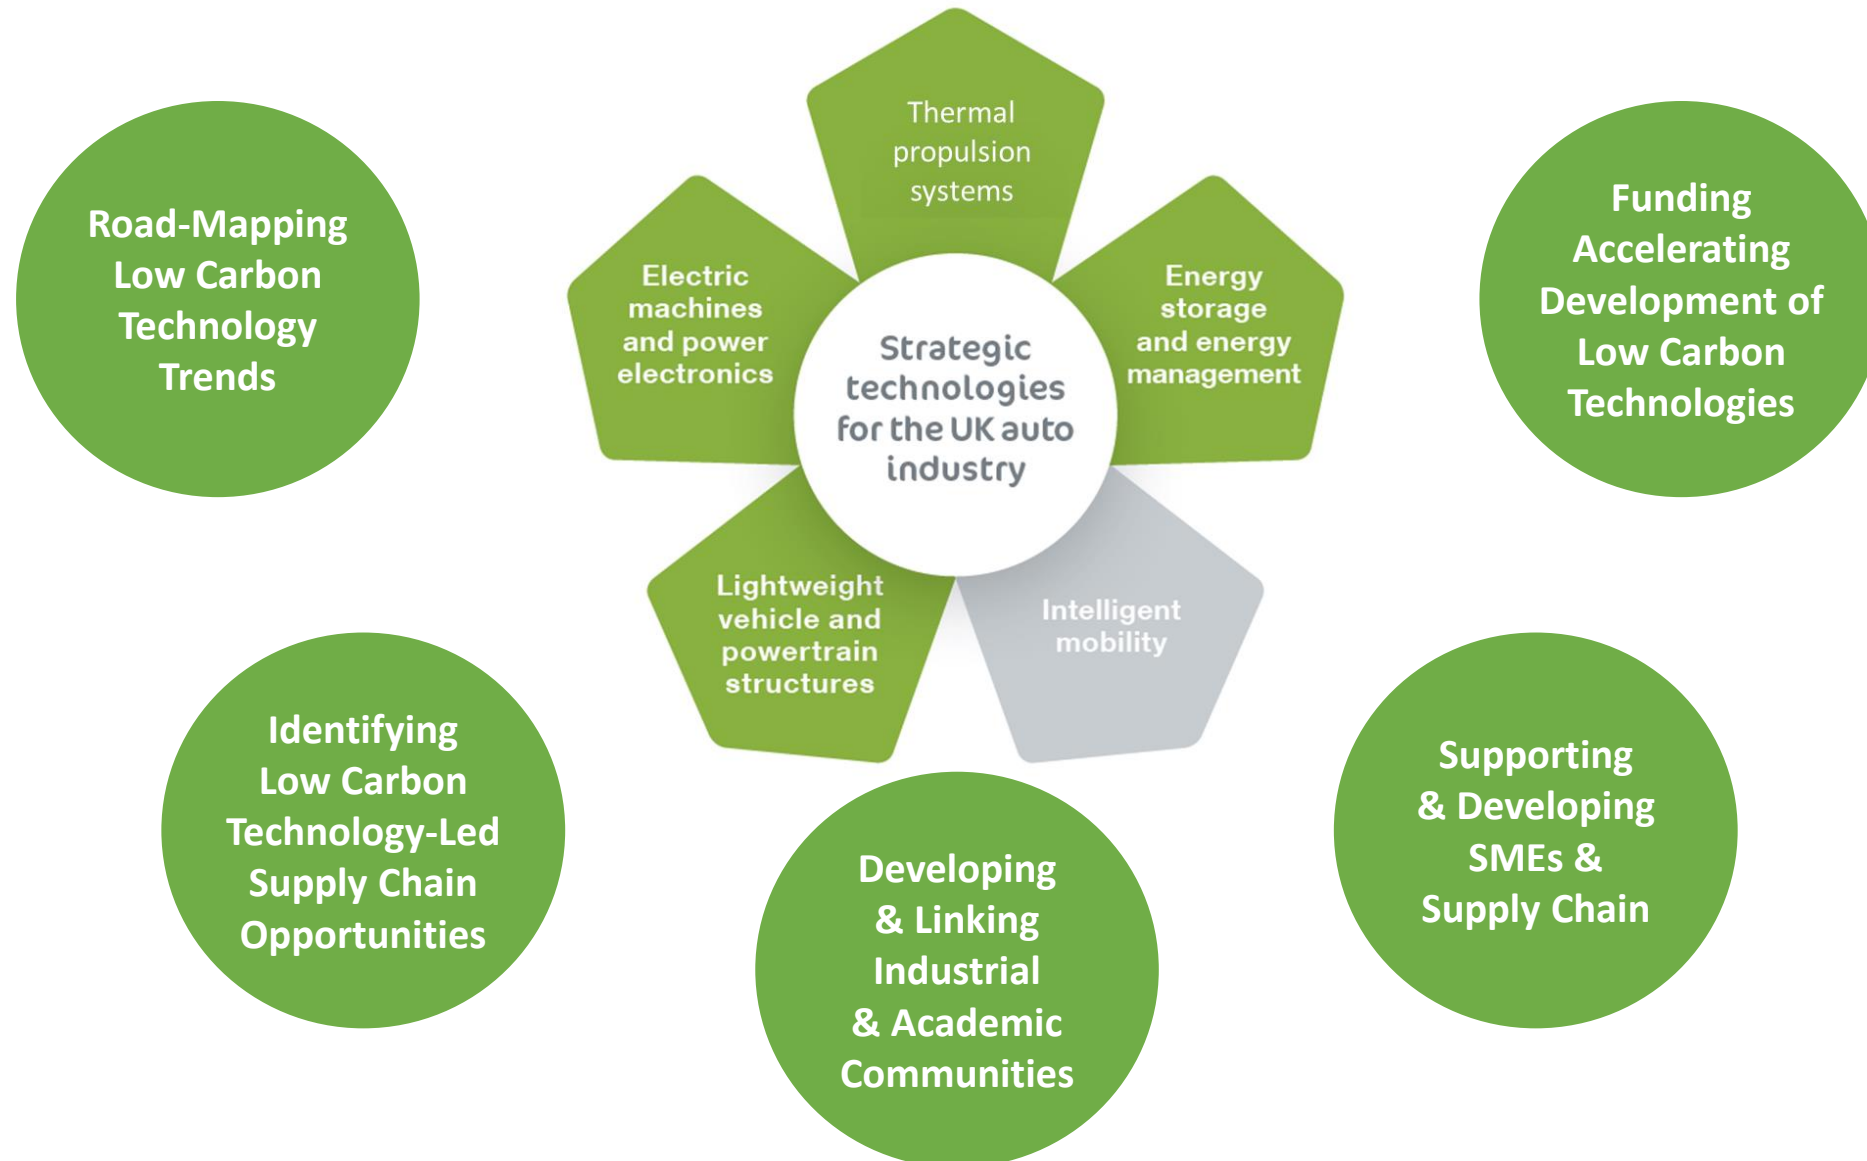 Thermal
propulsion
systems
Road-Mapping
Low Carbon
Technology
Trends
Electric
machines
and power
electronics
Strategic
technologies
for the UK auto
industry
Energy
storage
and energy
management
Funding
Accelerating
Development of
Low Carbon
Technologies
Lightweight
vehicle and
powertrain
structures
Intelligent
mobility
Identifying
Low Carbon
Technology-Led
Supply Chain
Opportunities
Developing
& Linking
Industrial
& Academic
Communities
Supporting
& Developing
SMEs &
Supply Chain